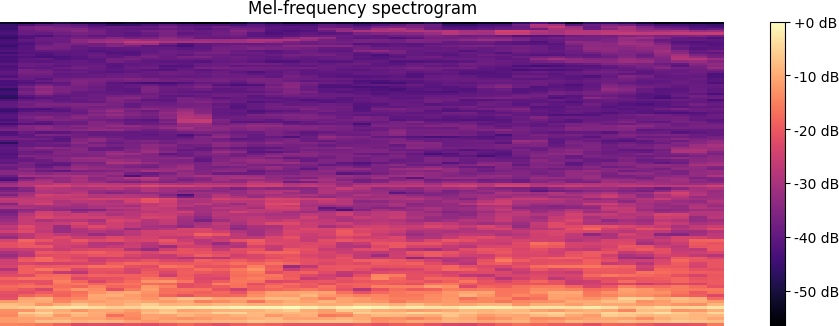 Mel-frequency spectrogram
+0 dB
-10 dB
-20 dB
-30 dB
-40 dB
-50 dB